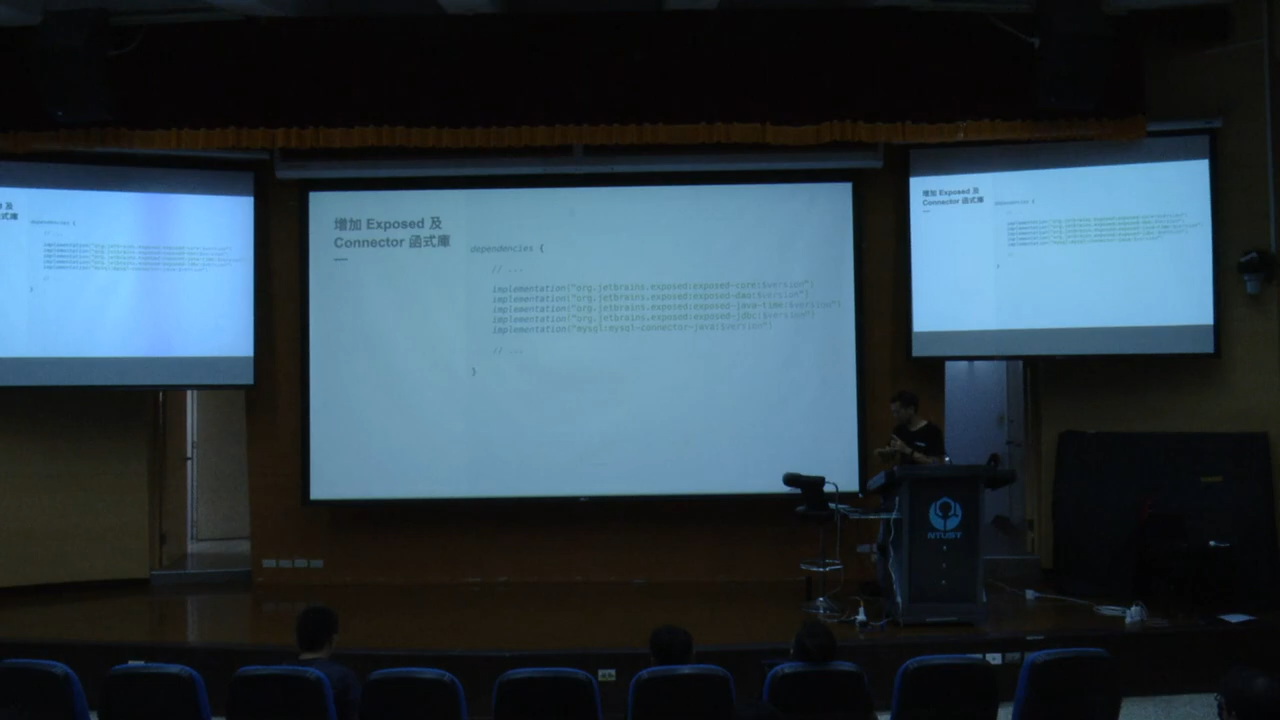 增加 Exposed 及
Connector 函式庫
dependencies {
// ...
implementation("org.jetbrains.exposed:exposed-core:$version")
implementation("org.jetbrains.exposed:exposed-dao:$version")
implementation("org.jetbrains.exposed:exposed-java-time:$version")
implementation("org.jetbrains.exposed:exposed-jdbc:$version")
implementation("mysql:mysql-connector-java:$version")
// ...
}
增加 Exposed 及
Connector 函式庫
dependencies {
NTUST